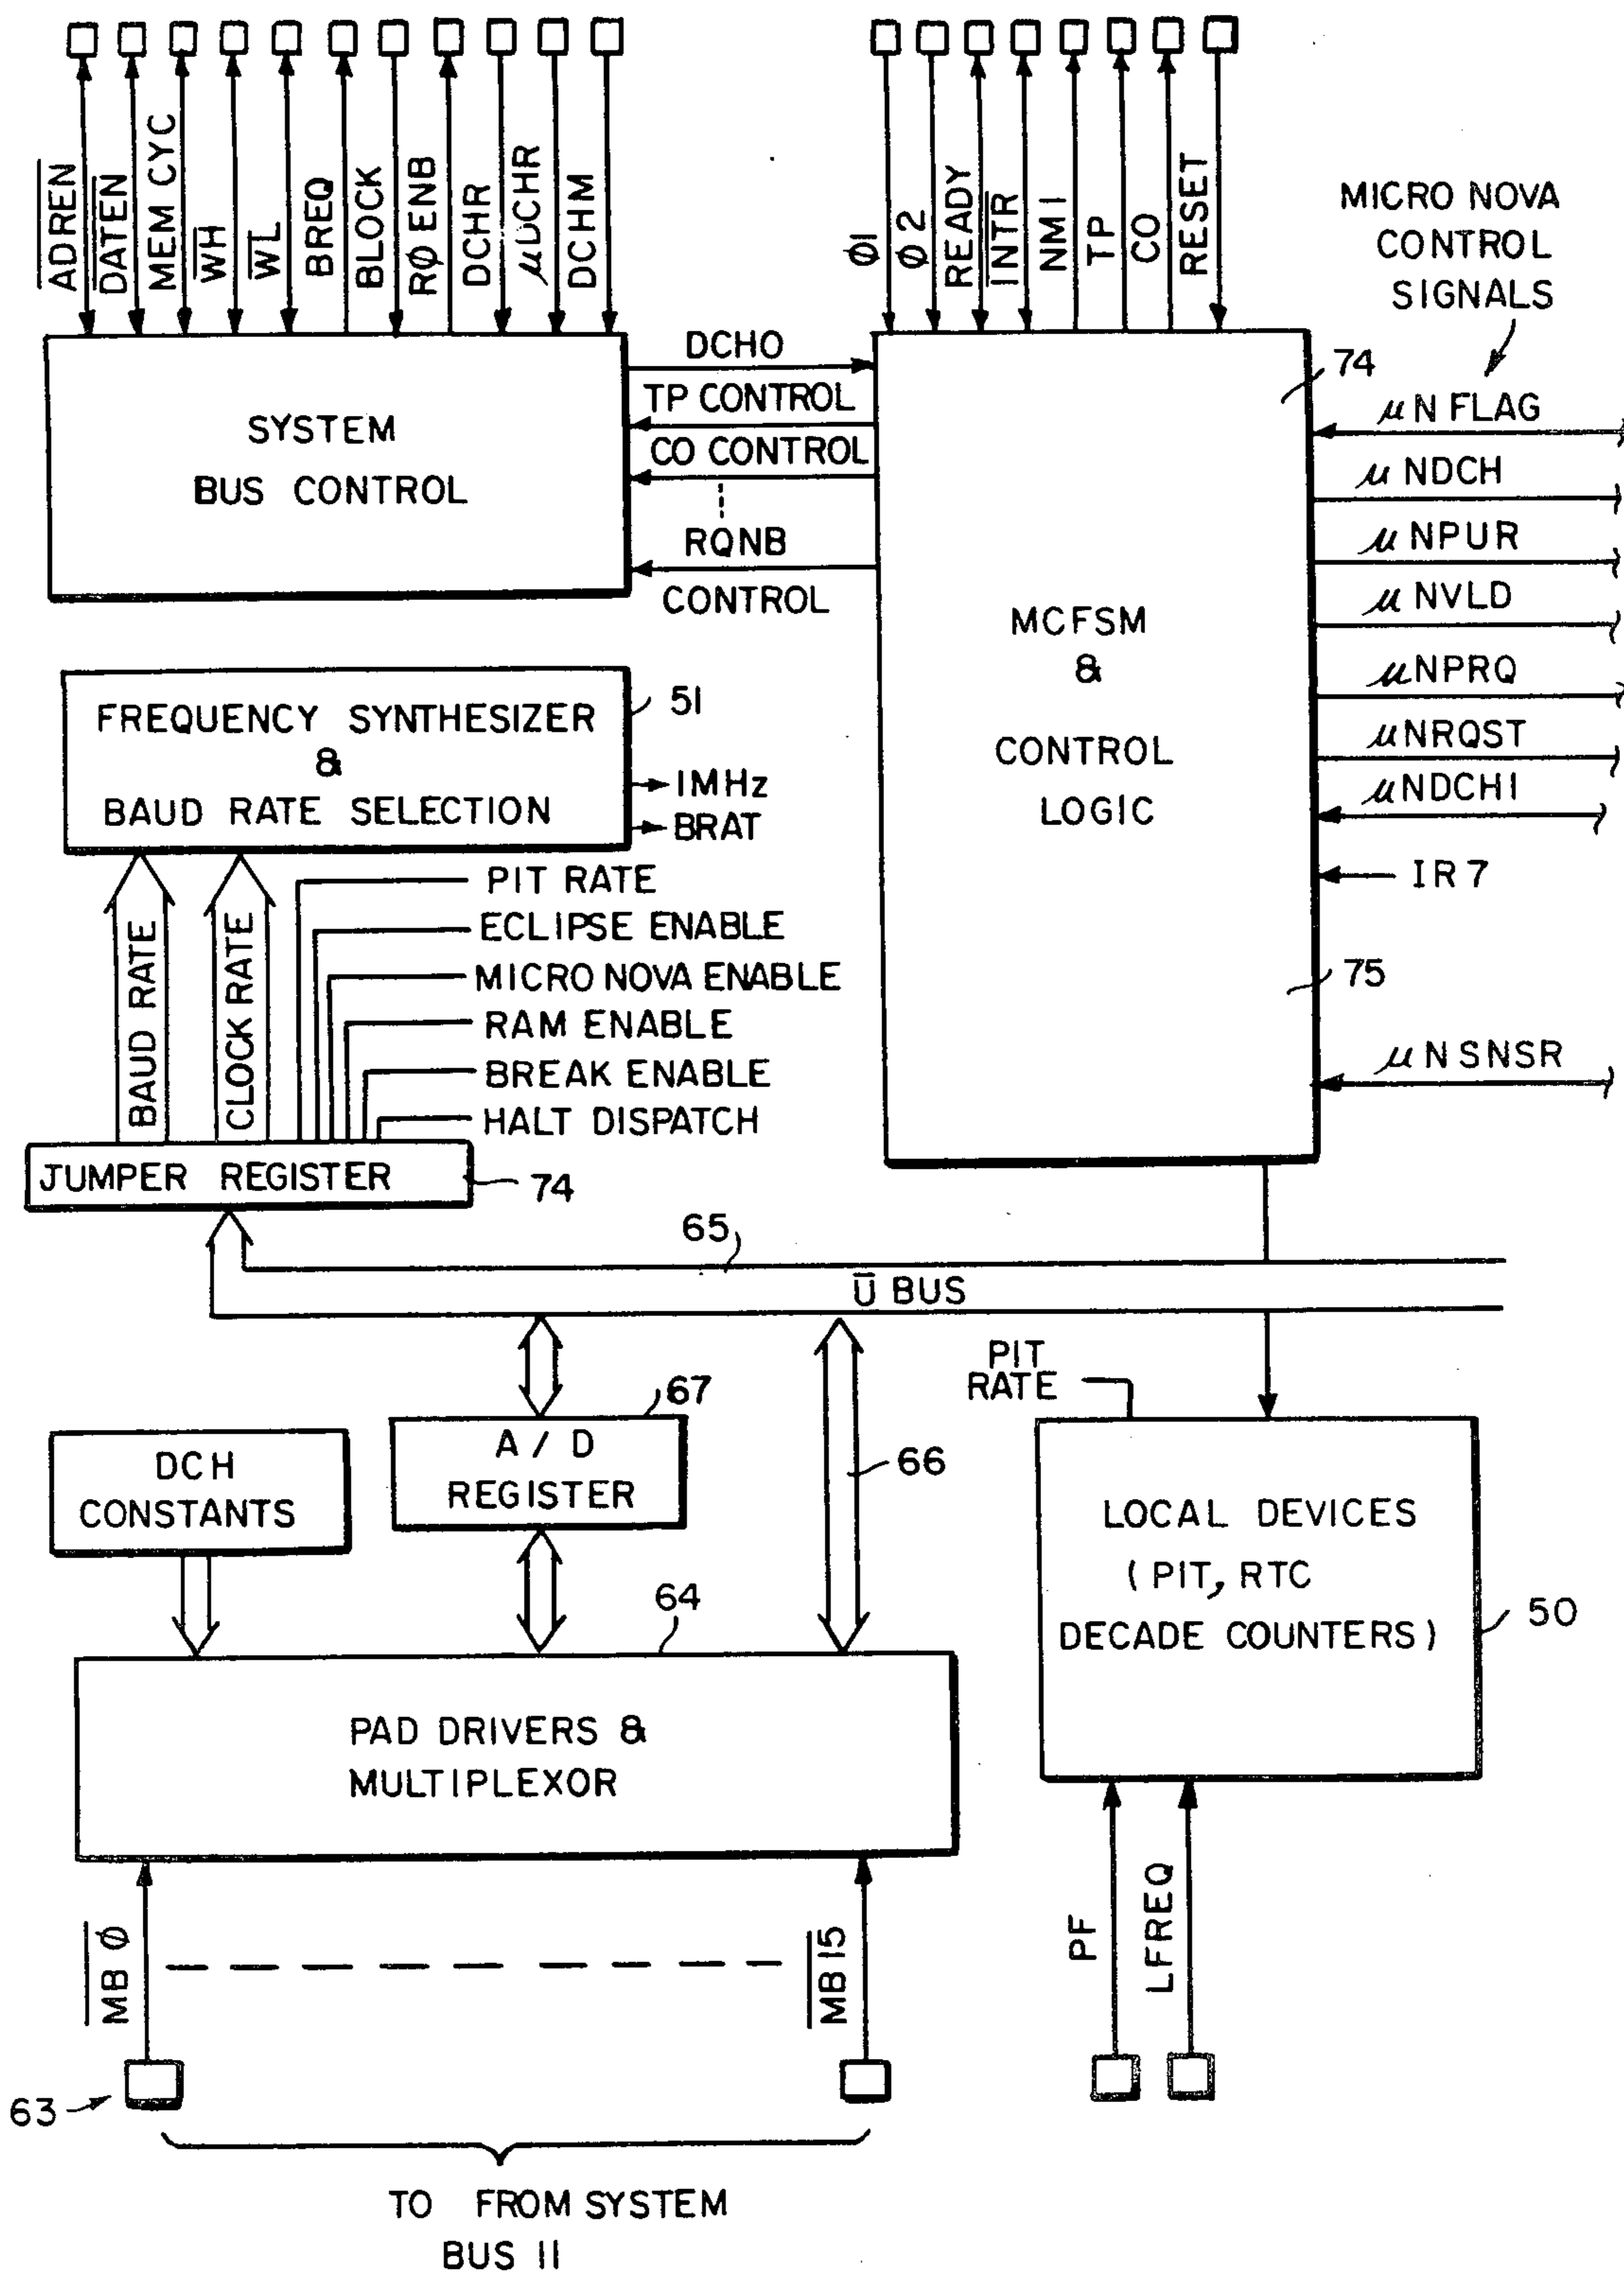 ADREN
DATEN
MEM CYC
WH
WL
BREQ
BLOCK
RØ ENB
DCHR
μDCHR
DCHM
Ø1
Ø2
READY
INTR
NMI
TP
CO
RESET
MICRO NOVA
CONTROL
SIGNALS
SYSTEM
BUS CONTROL
DCHO
TP CONTROL
CO CONTROL
RQNB
CONTROL
74
MCFSM
&
CONTROL
LOGIC
75
μN FLAG
μNDCH
μNPUR
μNVLD
μNPRQ
μNRQST
μNDCHI
IR7
μNSNSR
FREQUENCY SYNTHESIZER
&
BAUD RATE SELECTION
51
1MHz
BRAT
BAUD RATE
CLOCK RATE
PIT RATE
ECLIPSE ENABLE
MICRO NOVA ENABLE
RAM ENABLE
BREAK ENABLE
HALT DISPATCH
JUMPER REGISTER
74
65
U̅ BUS
DCH
CONSTANTS
A/D
REGISTER
67
66
PIT
RATE
LOCAL DEVICES
(PIT, RTC
DECADE COUNTERS)
50
64
PAD DRIVERS &
MULTIPLEXOR
MB Ø
MB 15
PF
LFREQ
63
TO FROM SYSTEM
BUS 11